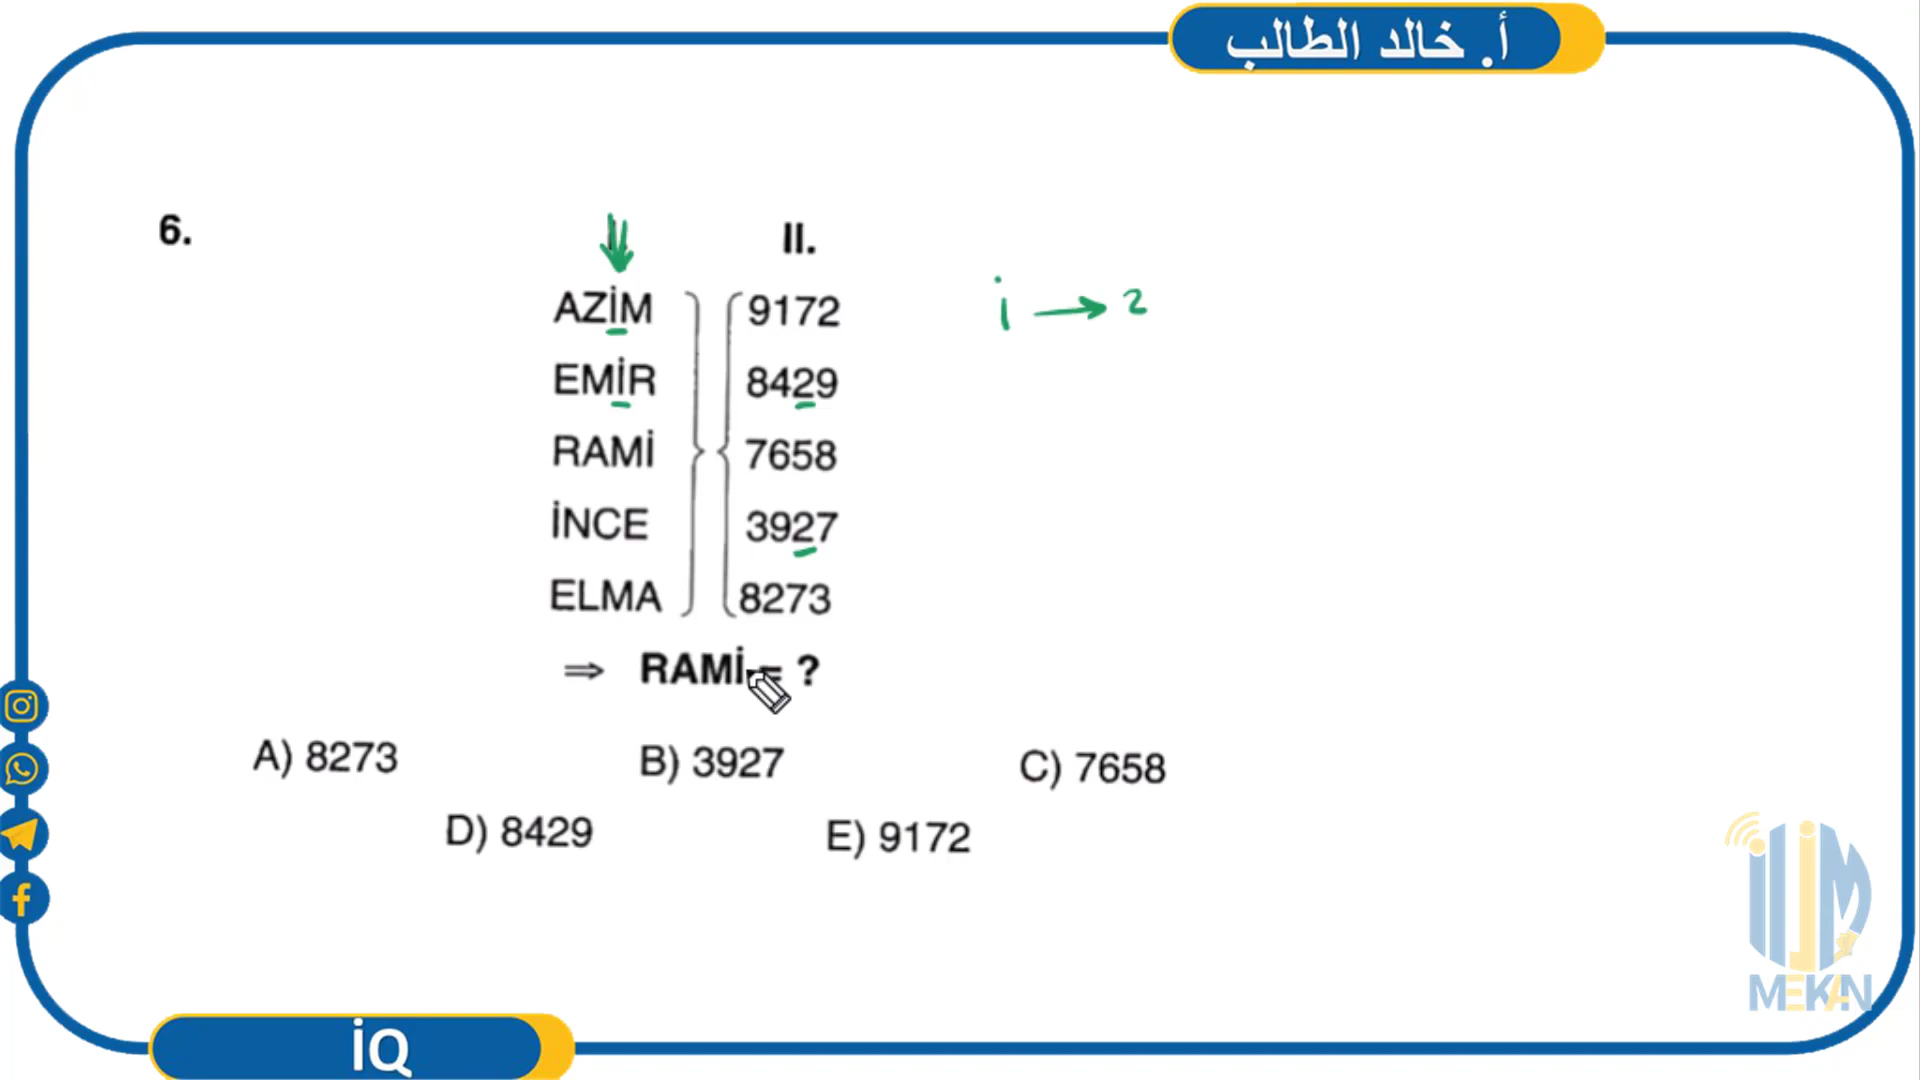 أ. خالد الطالب
6.
II.
AZİM 9172
i → 2
EMİR 8429
RAMİ 7658
İNCE 3927
ELMA 8273
⇒ RAMİ = ?
A) 8273 B) 3927 C) 7658
D) 8429 E) 9172
MEKAN
İQ